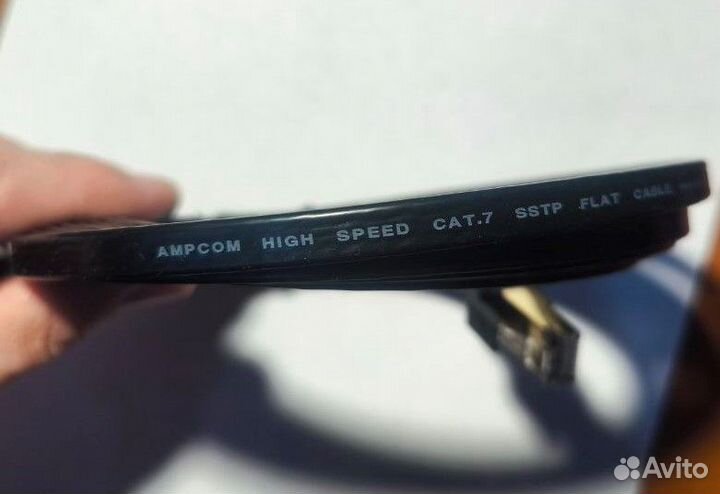 AMPCOM HIGH SPEED CAT.7 SSTP FLAT CABLE
Avito